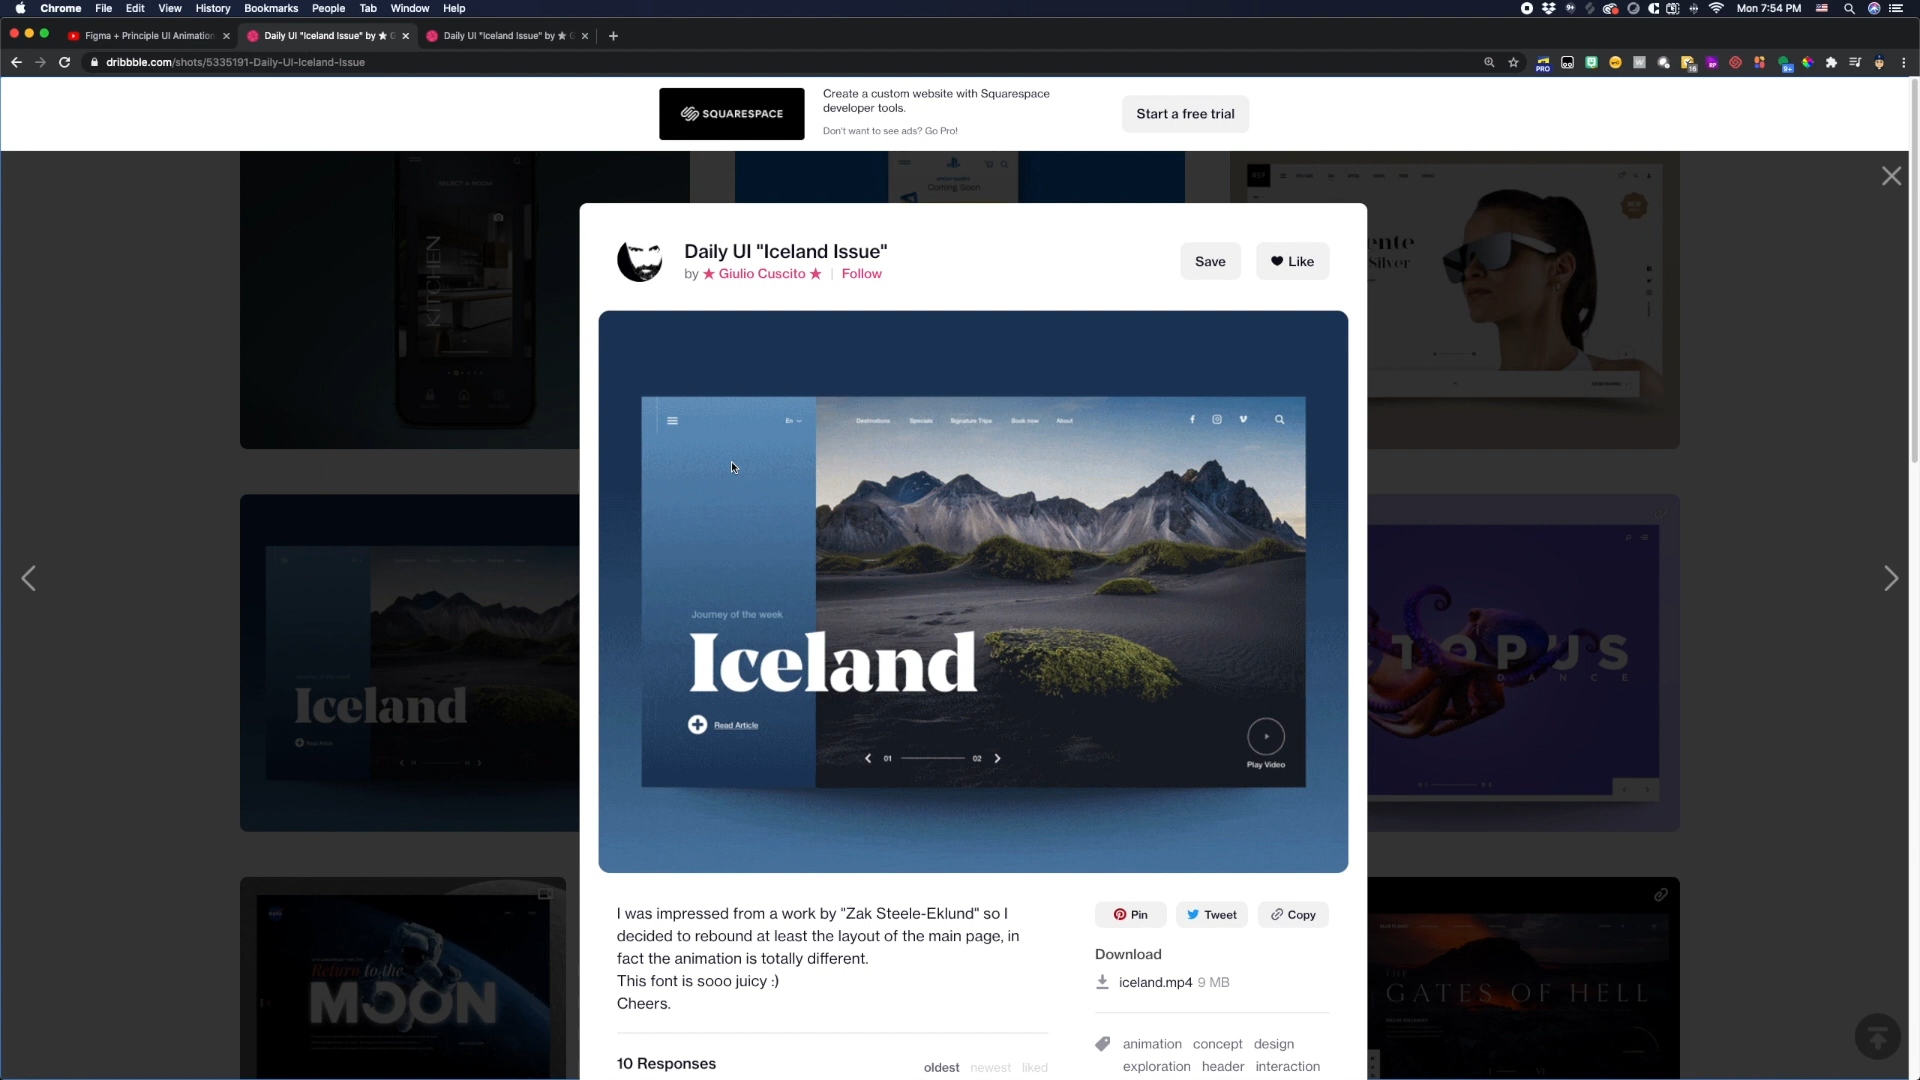 Chrome File Edit View History Bookmarks People Tab Window Help
Mon 7:54 PM
Figma + Principle UI Animation
Daily UI "Iceland Issue" by ★ G
Daily UI "Iceland Issue" by ★ G
dribbble.com/shots/5335191-Daily-UI-Iceland-Issue
PRO
SQUARESPACE
Create a custom website with Squarespace
developer tools.
Don't want to see ads? Go Pro!
Start a free trial
SELECT A ROOM
KITCHEN
Coming Soon
Silver
Daily UI "Iceland Issue"
by ★ Giulio Cuscito ★ | Follow
Save
Like
En
Destinations Specials Signature Trips Book now About
Journey of the week
Iceland
Read Article
01 02
Play Video
Iceland
TOPUS
DANCE
Return to the
MOON
THE
GATES OF HELL
I was impressed from a work by "Zak Steele-Eklund" so I
decided to rebound at least the layout of the main page, in
fact the animation is totally different.
This font is sooo juicy :)
Cheers.
Pin
Tweet
Copy
Download
iceland.mp4 9 MB
10 Responses
oldest newest liked
animation concept design
exploration header interaction